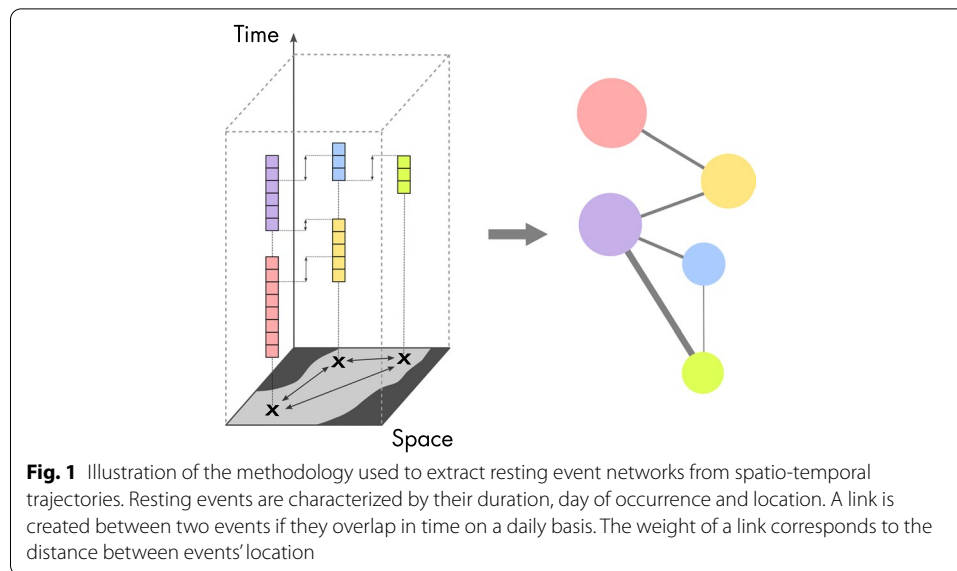 Time
x
x
x
Space
Fig. 1 Illustration of the methodology used to extract resting event networks from spatio-temporal
trajectories. Resting events are characterized by their duration, day of occurrence and location. A link is
created between two events if they overlap in time on a daily basis. The weight of a link corresponds to the
distance between events' location